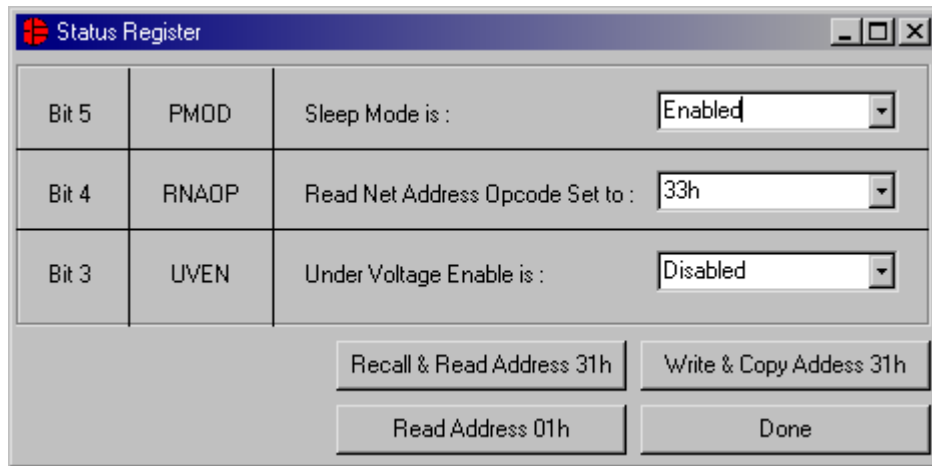 Status Register
Bit 5 PMOD Sleep Mode is : Enabled
Bit 4 RNAOP Read Net Address Opcode Set to : 33h
Bit 3 UVEN Under Voltage Enable is : Disabled
Recall & Read Address 31h Write & Copy Addess 31h
Read Address 01h Done